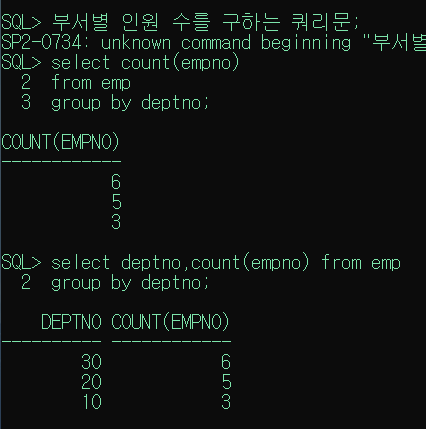 SQL> 부서별 인원 수를 구하는 쿼리문;
SP2-0734: unknown command beginning "부서별
SQL> select count(empno)
  2  from emp
  3  group by deptno;
COUNT(EMPNO)
------------
           6
           5
           3
SQL> select deptno,count(empno) from emp
  2  group by deptno;
    DEPTNO COUNT(EMPNO)
---------- ------------
        30            6
        20            5
        10            3